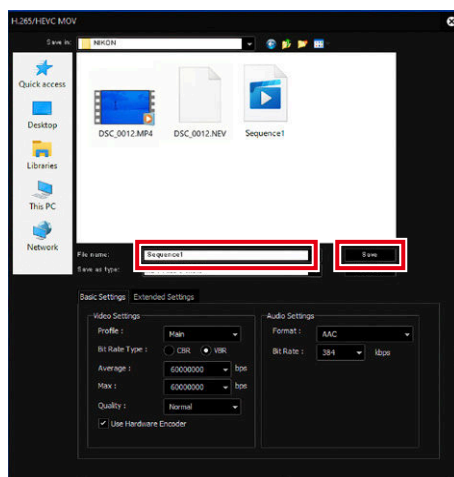 H.265/HEVC MOV
Save in:
NIKON
Quick access
Desktop
Libraries
This PC
Network
DSC_0012.MP4
DSC_0012.NEV
Sequence1
File name:
Sequence1
Save
Save as type:
Basic Settings
Extended Settings
Video Settings
Profile :
Main
Bit Rate Type :
CBR
VBR
Average :
60000000
bps
Max :
60000000
bps
Quality :
Normal
Use Hardware Encoder
Audio Settings
Format :
AAC
Bit Rate :
384
kbps